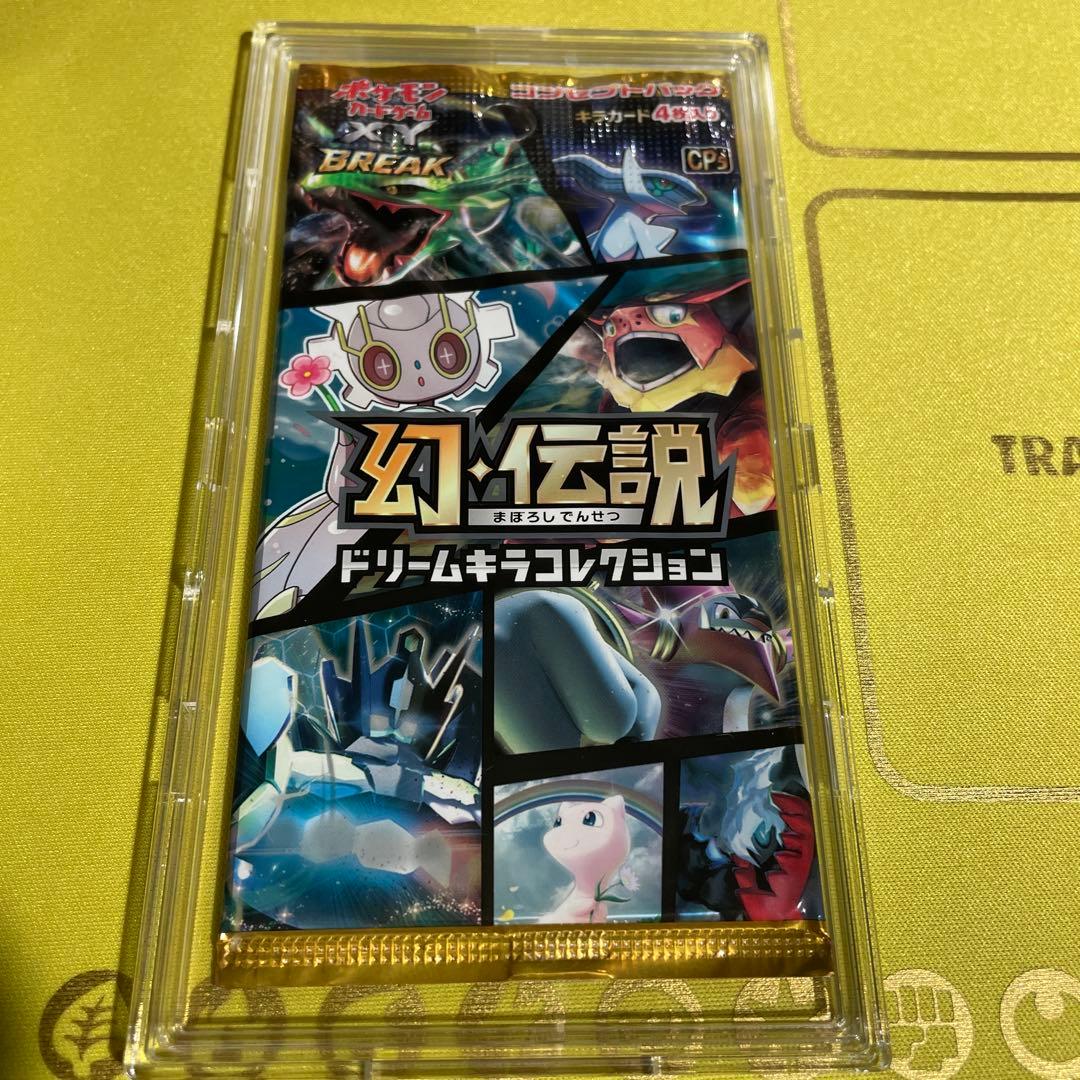 ポケモン
カードゲーム
XY
BREAK
コンセプトパック
キラカード4枚入り
CP5
幻・伝説
まぼろしでんせつ
ドリームキラコレクション
TRA